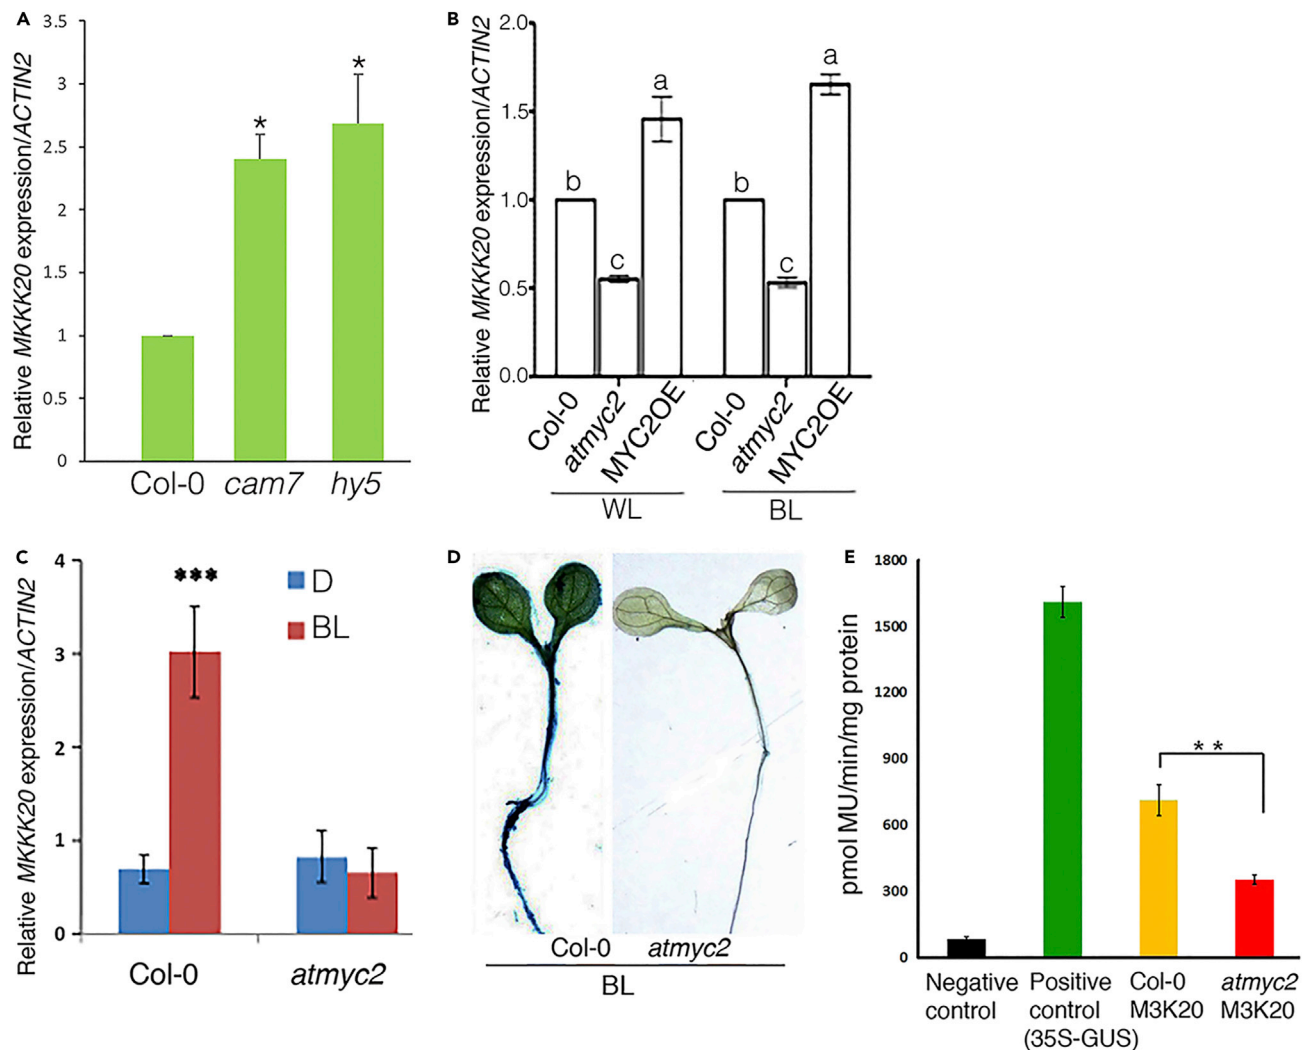 A
Relative MKKK20 expression/ACTIN2
3.5
3
2.5
2
1.5
1
0.5
0
*
*
Col-0 cam7 hy5
B
Relative MKKK20 expression/ACTIN2
2.0
1.5
1.0
0.5
0.0
b
c
a
b
c
a
Col-0
atmyc2
MYC2OE
Col-0
atmyc2
MYC2OE
WL
BL
C
Relative MKKK20 expression/ACTIN2
4
3
2
1
0
***
D
BL
Col-0
atmyc2
D
Col-0 atmyc2
BL
E
pmol MU/min/mg protein
1800
1500
1200
900
600
300
0
**
Negative
control
Positive
control
(35S-GUS)
Col-0
M3K20
atmyc2
M3K20